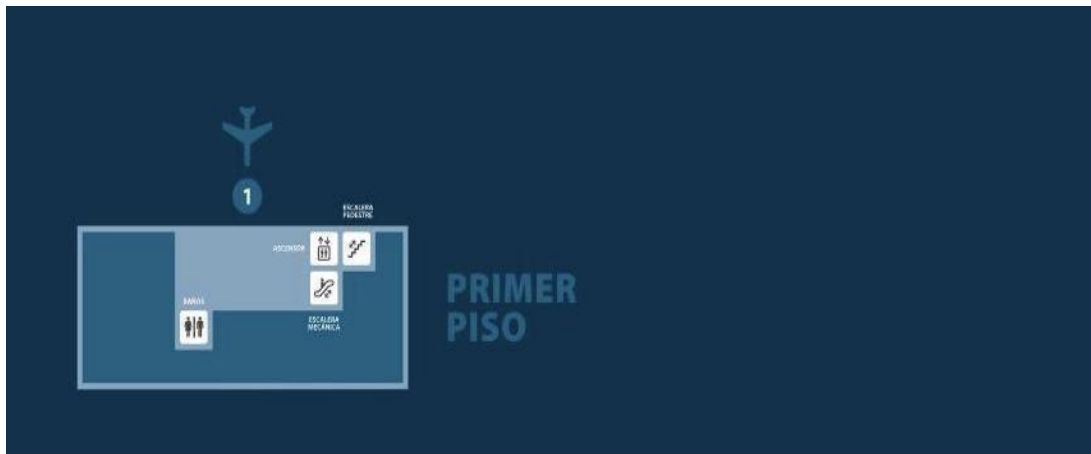 1
ESCALERA
PEDESTRE
ASCENSOR
BAÑOS
ESCALERA
MECÁNICA
PRIMER
PISO